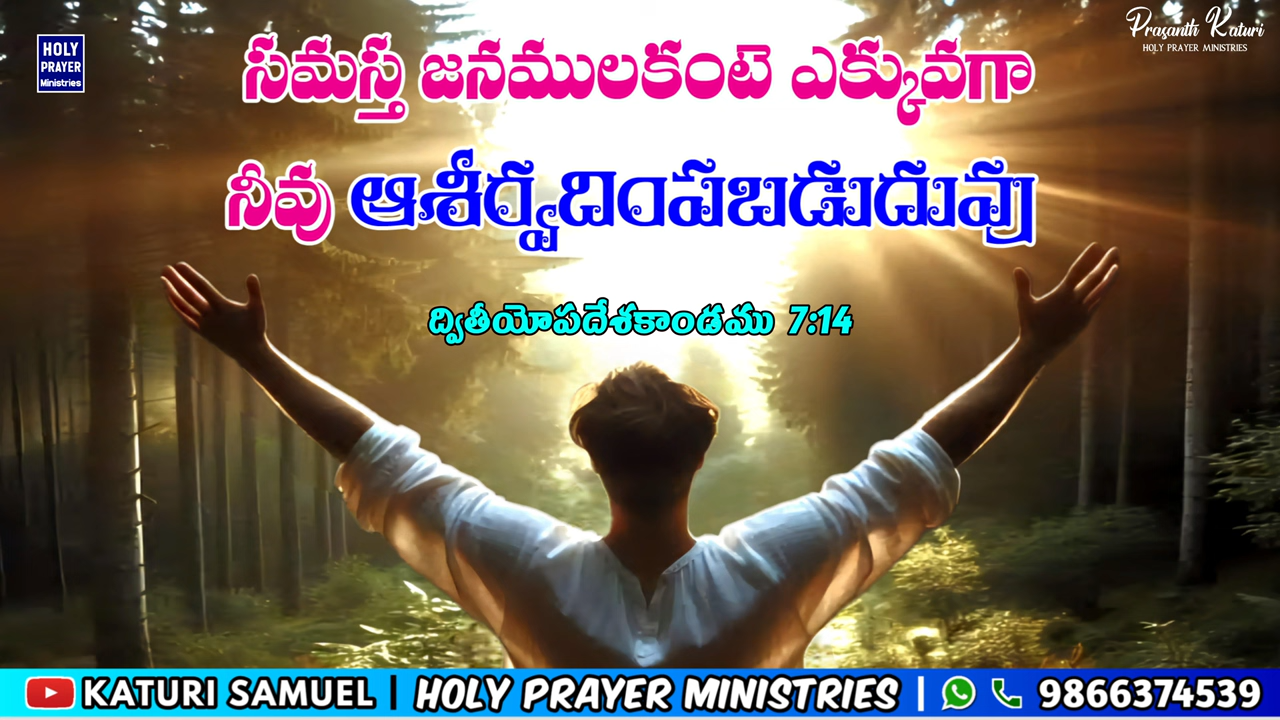 HOLY
PRAYER
Ministries
Prasanth Katuri
HOLY PRAYER MINISTRIES
సమస్త జనములకంటె ఎక్కువగా
నీవు ఆశీర్వదింపబడుదువు
ద్వితీయోపదేశకాండము 7:14
KATURI SAMUEL | HOLY PRAYER MINISTRIES | 9866374539